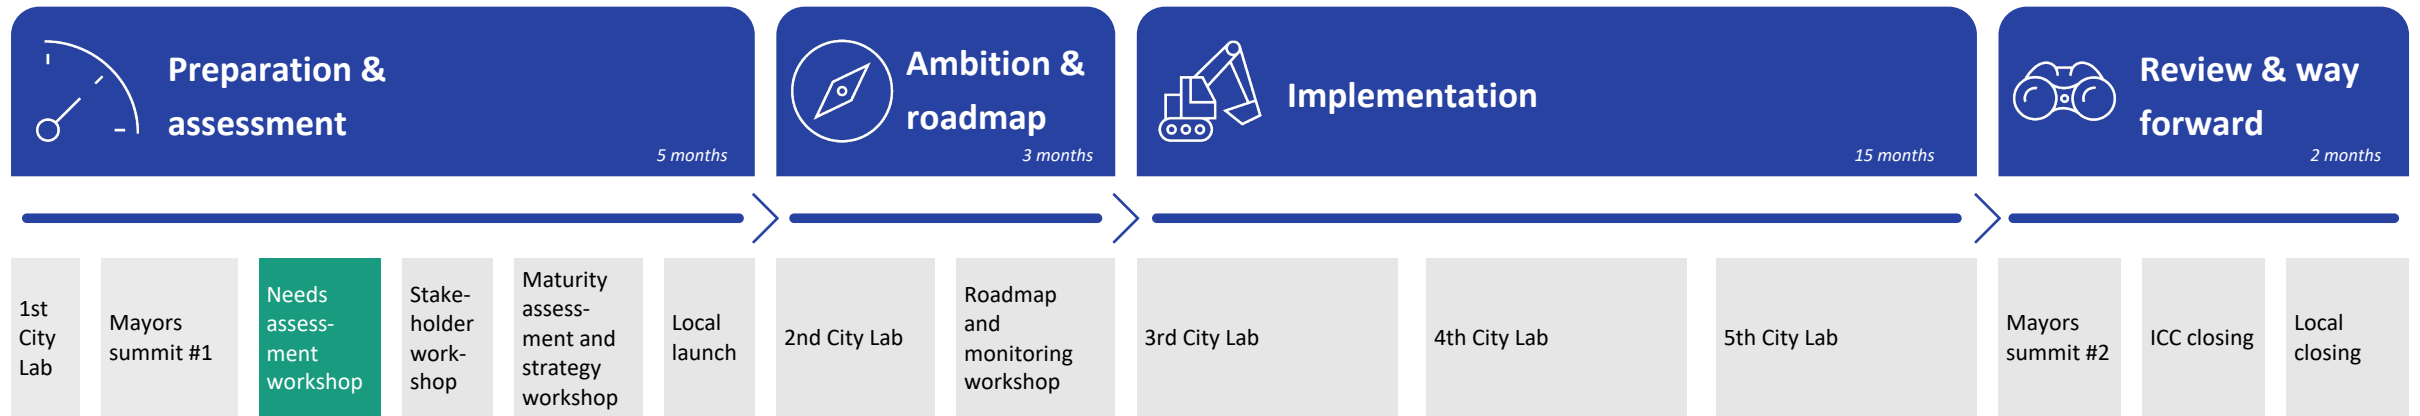 Preparation &
assessment
5 months
Ambition &
roadmap
3 months
Implementation
15 months
Review & way
forward
2 months
1st
City
Lab
Mayors
summit #1
Needs
assess-
ment
workshop
Stake-
holder
work-
shop
Maturity
assess-
ment and
strategy
workshop
Local
launch
2nd City Lab
Roadmap
and
monitoring
workshop
3rd City Lab
4th City Lab
5th City Lab
Mayors
summit #2
ICC closing
Local
closing